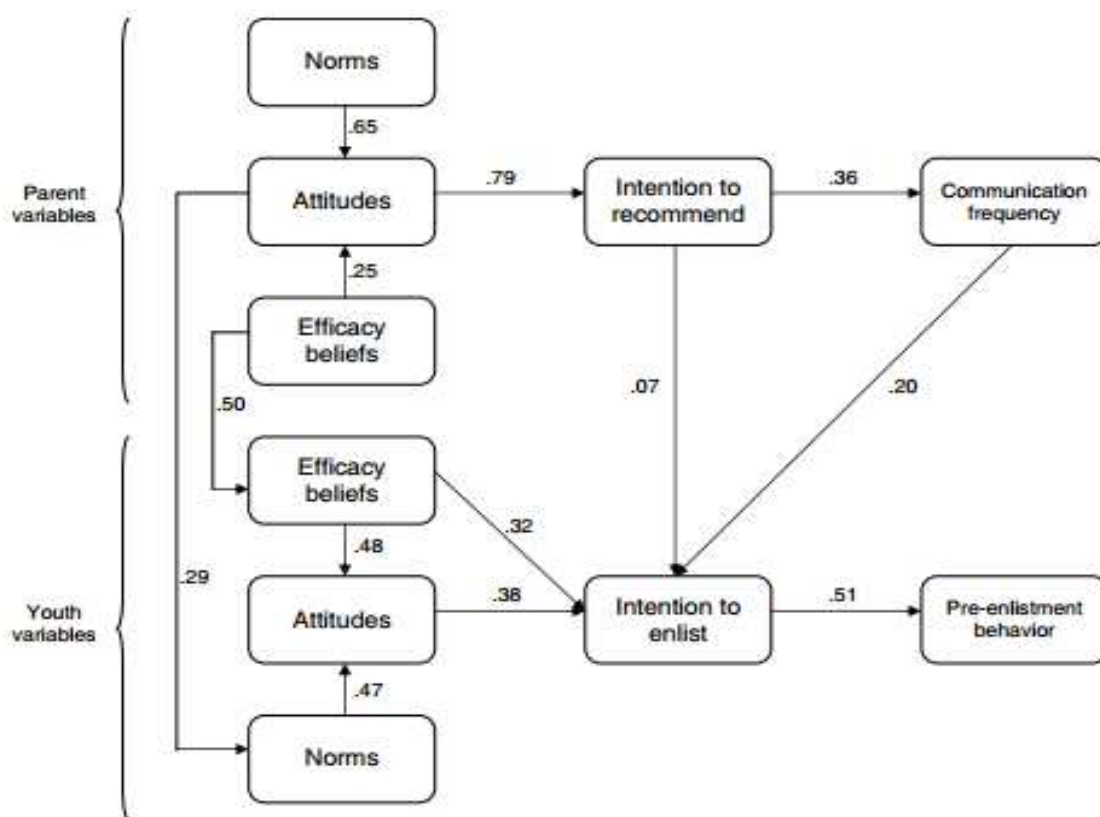 Norms
.65
Parent
variables
Attitudes
.79
Intention to
recommend
.36
Communication
frequency
.25
Efficacy
beliefs
.50
.07
.20
Efficacy
beliefs
.32
.48
.29
Youth
variables
Attitudes
.38
Intention to
enlist
.51
Pre-enlistment
behavior
.47
Norms